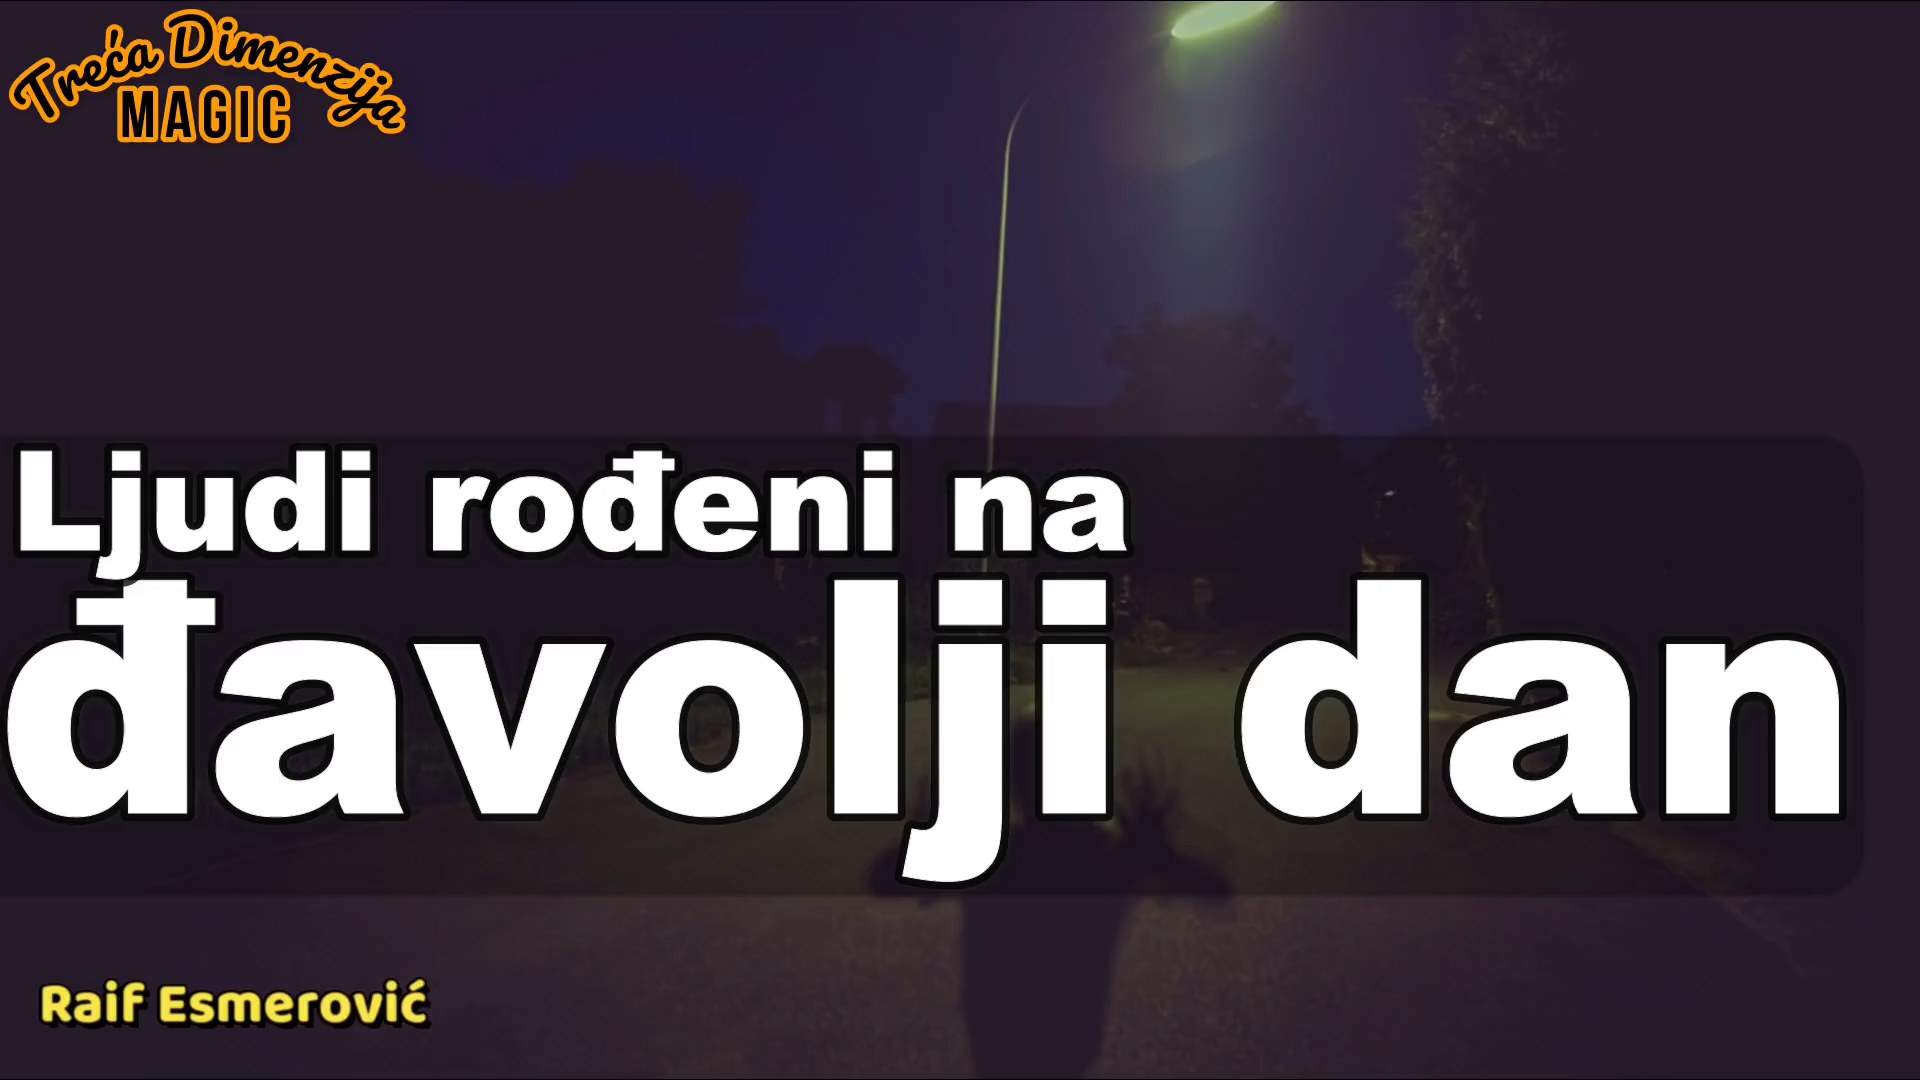 Treća Dimenzija
MAGIC
Ljudi rođeni na
đavolji dan
Raif Esmerović